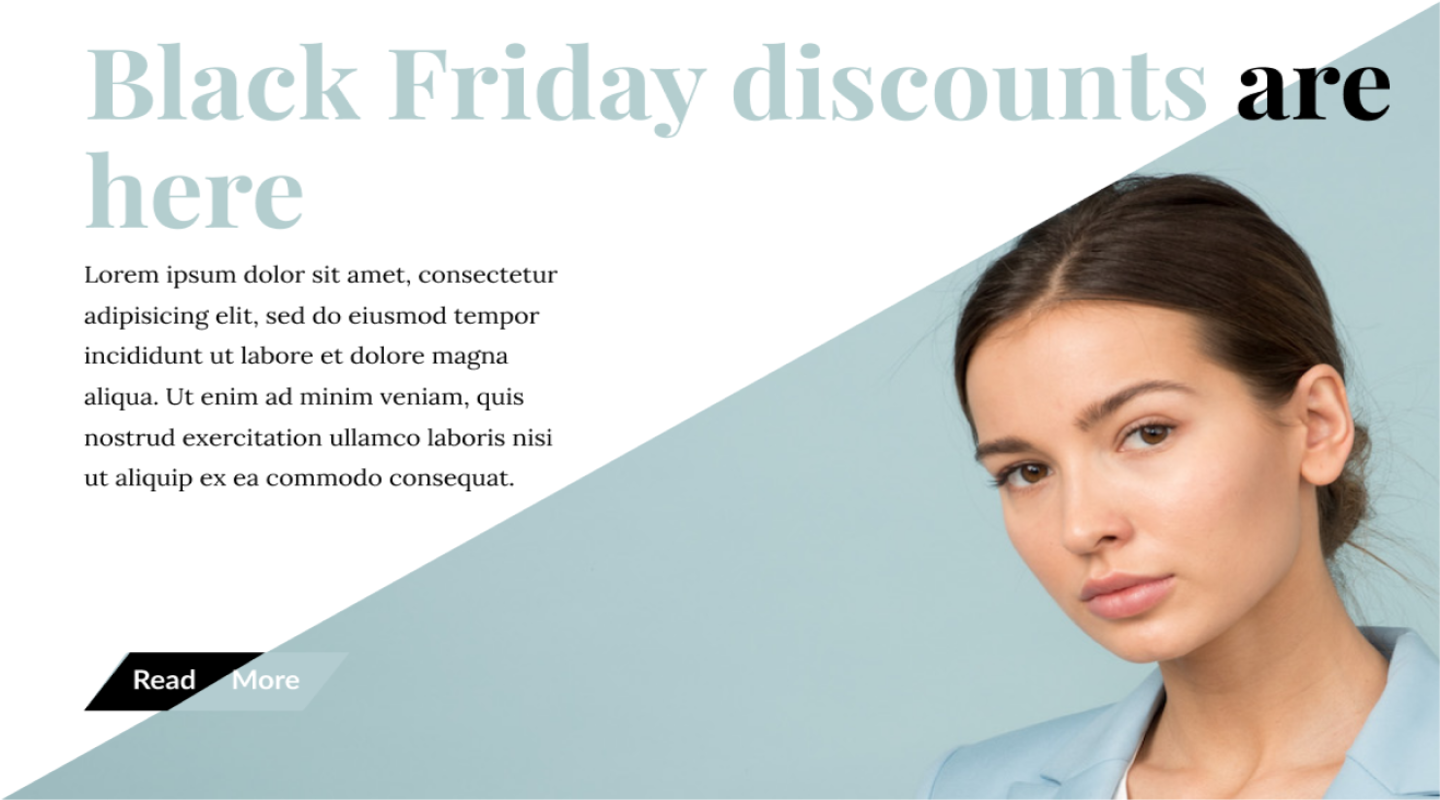 Black Friday discounts are
here
Lorem ipsum dolor sit amet, consectetur
adipisicing elit, sed do eiusmod tempor
incididunt ut labore et dolore magna
aliqua. Ut enim ad minim veniam, quis
nostrud exercitation ullamco laboris nisi
ut aliquip ex ea commodo consequat.
Read More